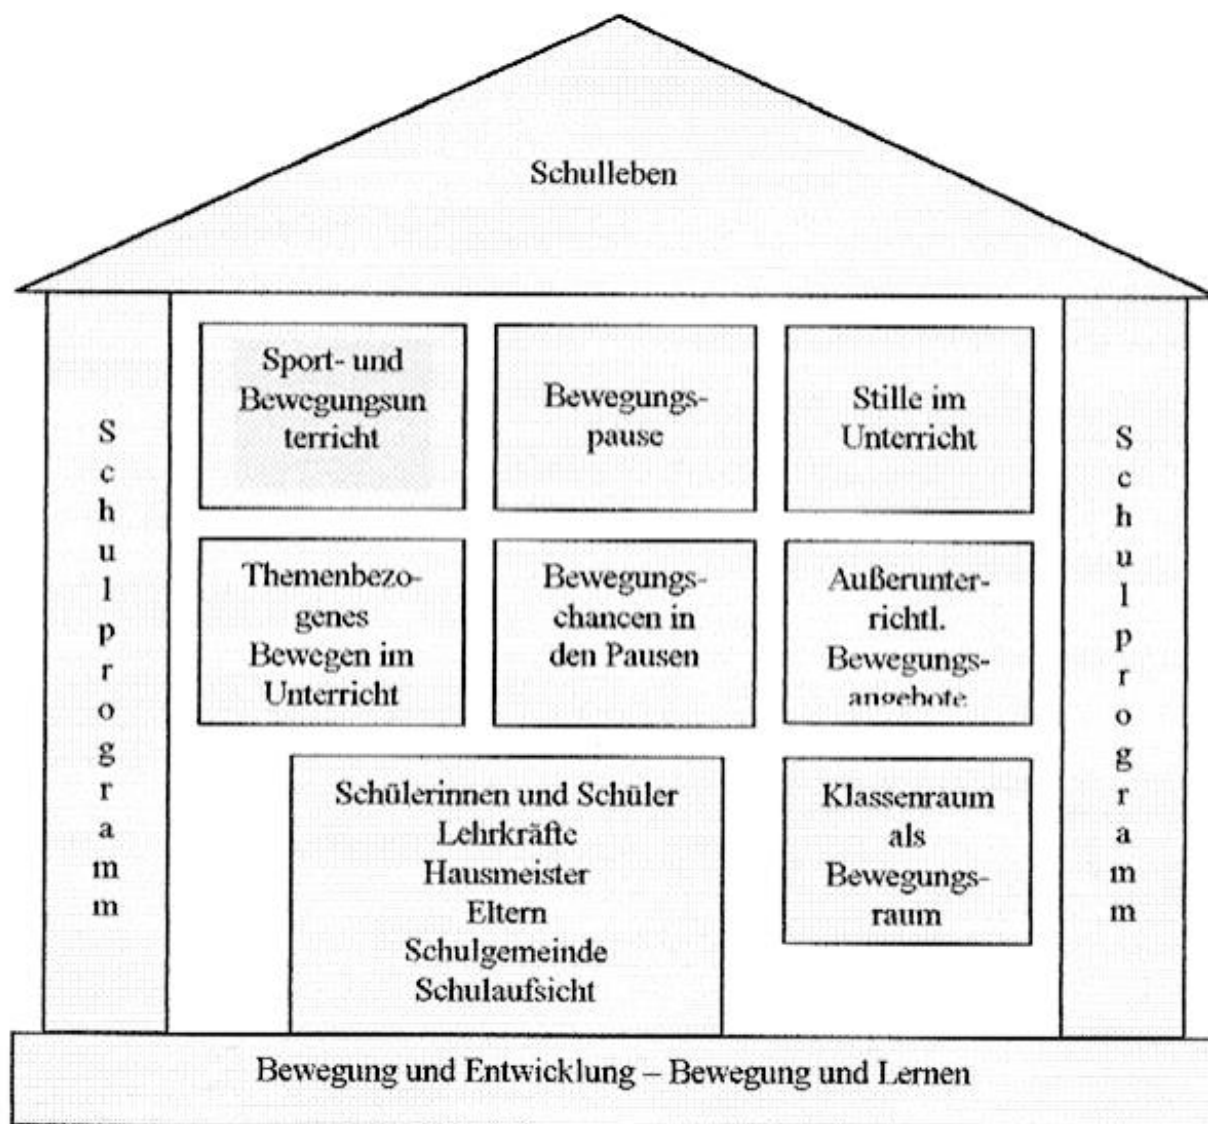 Schulleben
Schulprogramm
Sport- und
Bewegungsun
terricht
Bewegungs-
pause
Stille im
Unterricht
Themenbezo-
genes
Bewegen im
Unterricht
Bewegungs-
chancen in
den Pausen
Außerunter-
richtl.
Bewegungs-
angebote
Schülerinnen und Schüler
Lehrkräfte
Hausmeister
Eltern
Schulgemeinde
Schulaufsicht
Klassenraum
als
Bewegungs-
raum
Schulprogramm
Bewegung und Entwicklung – Bewegung und Lernen